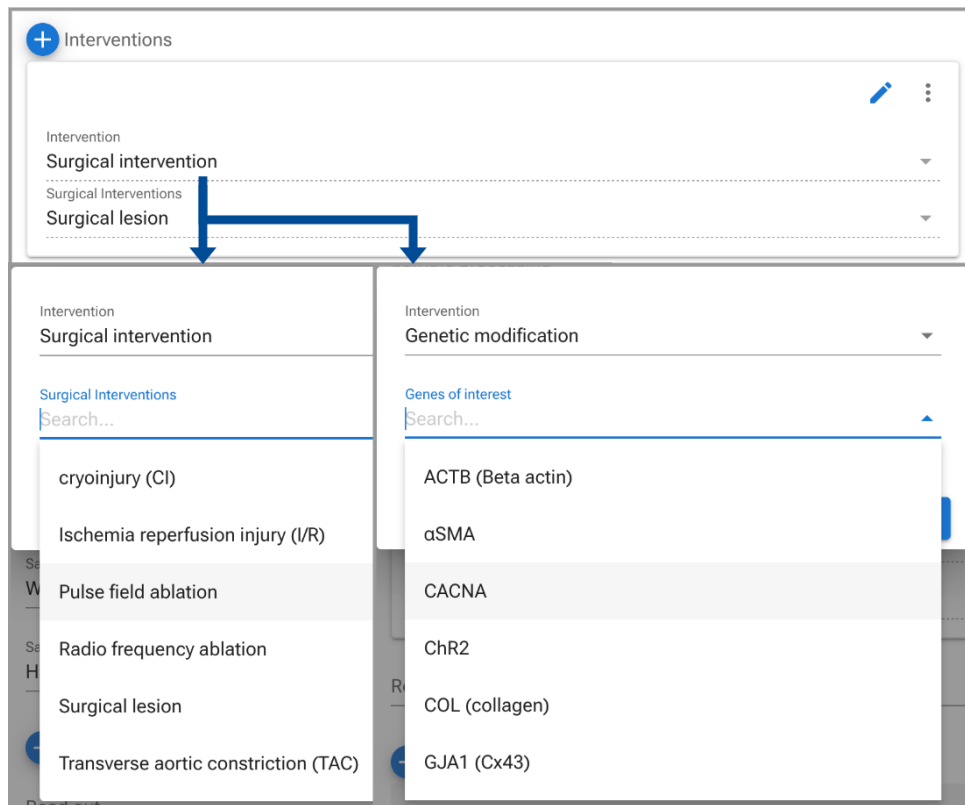 Interventions
Intervention
Surgical intervention
Surgical Interventions
Surgical lesion
Intervention
Surgical intervention
Surgical Interventions
Search...
cryoinjury (CI)
Ischemia reperfusion injury (I/R)
Pulse field ablation
Radio frequency ablation
Surgical lesion
Transverse aortic constriction (TAC)
Intervention
Genetic modification
Genes of interest
Search...
ACTB (Beta actin)
αSMA
CACNA
ChR2
COL (collagen)
GJA1 (Cx43)